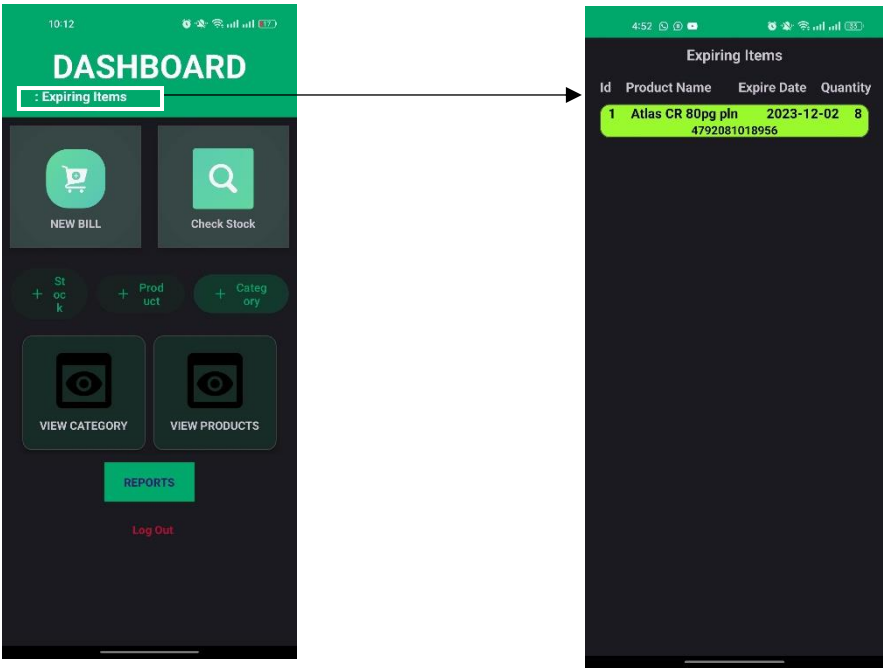 10:12
DASHBOARD
: Expiring Items
NEW BILL
Check Stock
+ St
oc
k
+ Prod
uct
+ Categ
ory
VIEW CATEGORY
VIEW PRODUCTS
REPORTS
Log Out
4:52
Expiring Items
Id Product Name Expire Date Quantity
1 Atlas CR 80pg pln 2023-12-02 8
4792081018956